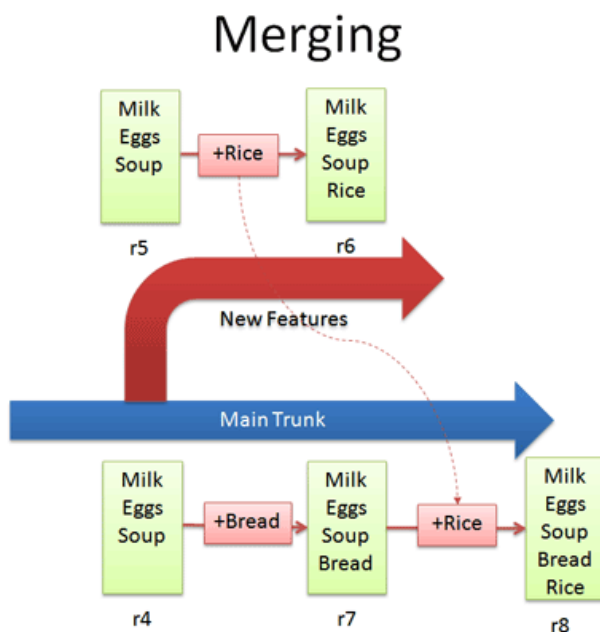 Merging
Milk
Eggs
Soup
+Rice
Milk
Eggs
Soup
Rice
r5
r6
New Features
Main Trunk
Milk
Eggs
Soup
+Bread
Milk
Eggs
Soup
Bread
+Rice
Milk
Eggs
Soup
Bread
Rice
r4
r7
r8